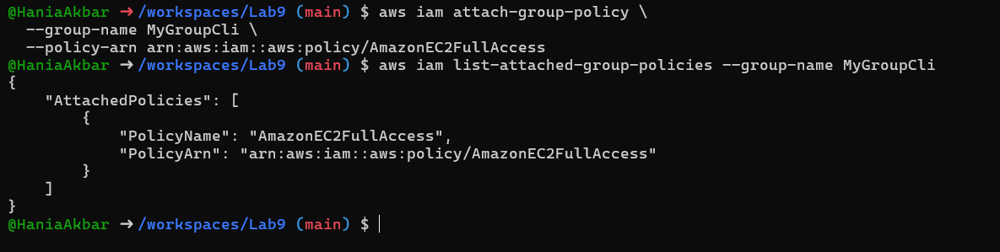 @HaniaAkbar ➜ /workspaces/Lab9 (main) $ aws iam attach-group-policy \
  --group-name MyGroupCli \
  --policy-arn arn:aws:iam::aws:policy/AmazonEC2FullAccess
@HaniaAkbar ➜ /workspaces/Lab9 (main) $ aws iam list-attached-group-policies --group-name MyGroupCli
{
    "AttachedPolicies": [
        {
            "PolicyName": "AmazonEC2FullAccess",
            "PolicyArn": "arn:aws:iam::aws:policy/AmazonEC2FullAccess"
        }
    ]
}
@HaniaAkbar ➜ /workspaces/Lab9 (main) $